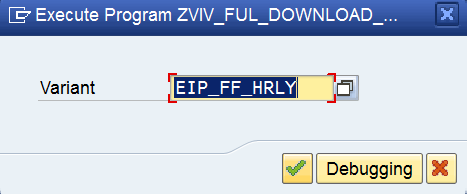 Execute Program ZVIV_FUL_DOWNLOAD_...
Variant EIP_FF_HRLY
Debugging